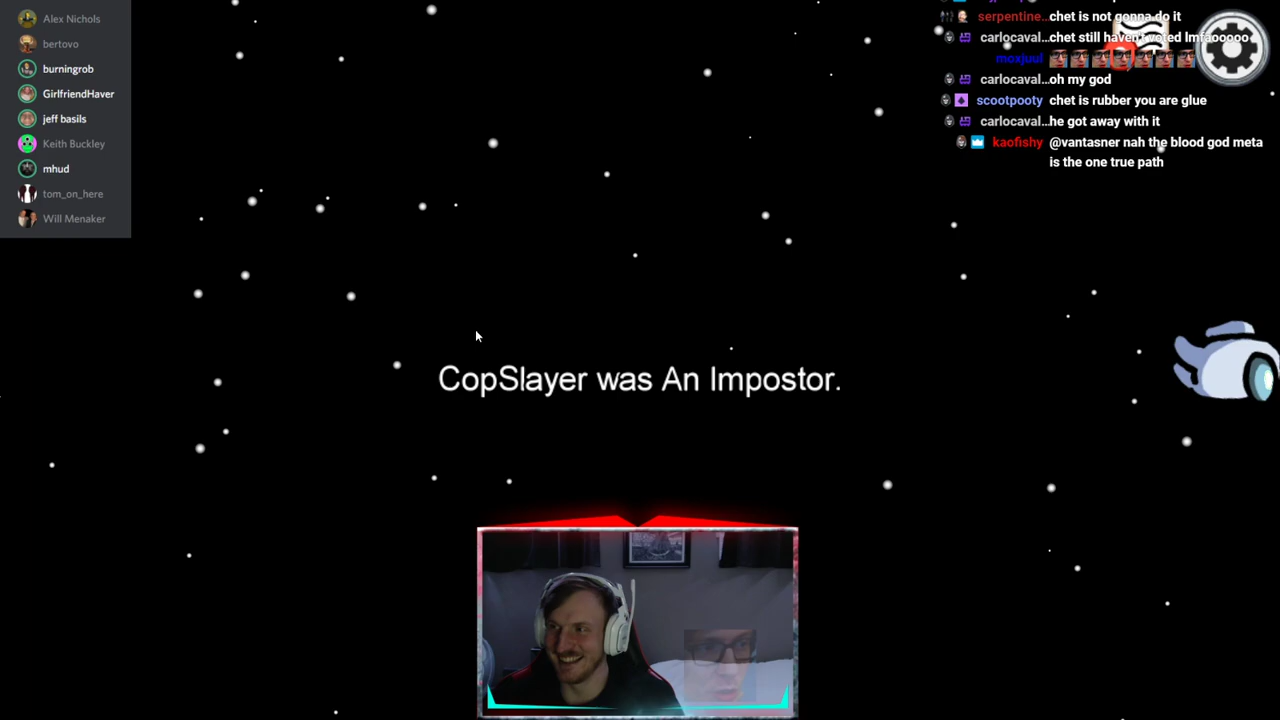 Alex Nichols
bertovo
burningrob
GirlfriendHaver
jeff basils
Keith Buckley
mhud
tom_on_here
Will Menaker
serpentine... chet is not gonna do it
carlocaval... chet still haven't voted lmfaooooo
moxjuul
carlocaval... oh my god
scootpooty chet is rubber you are glue
carlocaval... he got away with it
kaofishy @vantasner nah the blood god meta
is the one true path
CopSlayer was An Impostor.